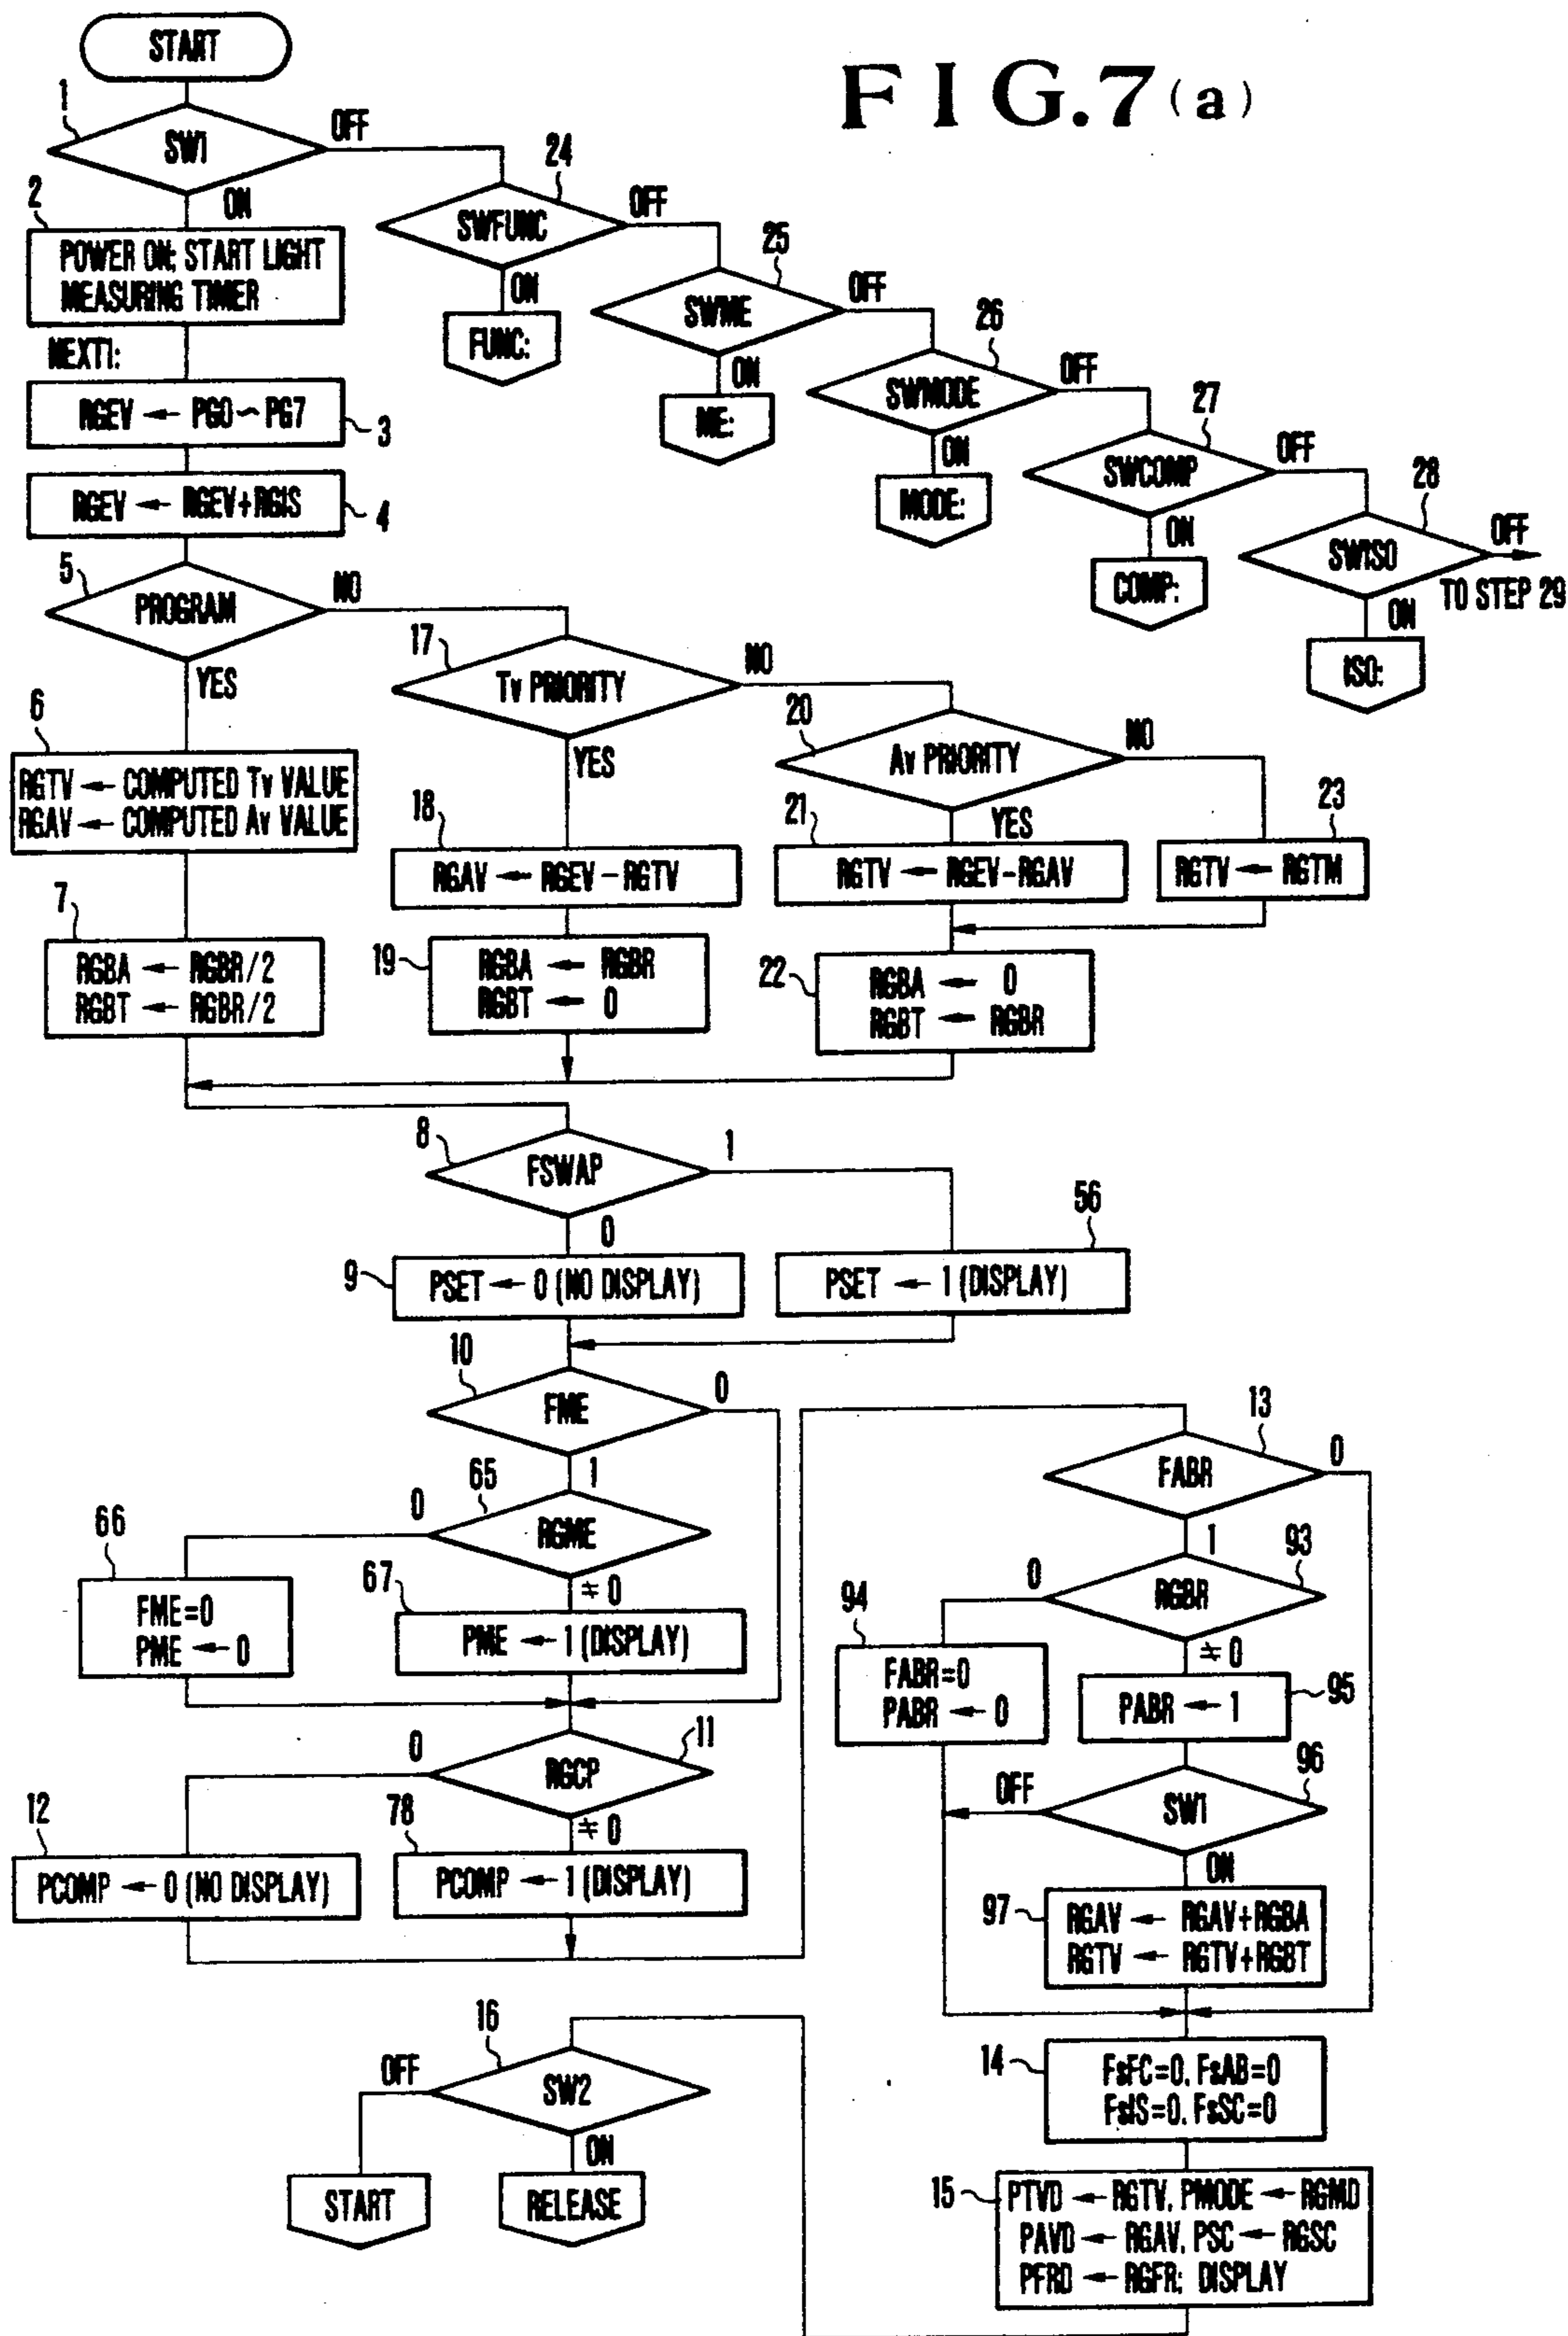 FIG.7(a)
START
1
SW1
OFF
ON
2
POWER ON; START LIGHT
MEASURING TIMER
NEXT1:
RGEV ← PG0 ~ PG7
3
RGEV ← RGEV+RGIS
4
24
SWFUNC
OFF
ON
FUNC:
25
SWME
OFF
ON
ME:
26
SWMODE
OFF
ON
MODE:
27
SWCOMP
OFF
ON
COMP:
28
SWISO
OFF
TO STEP 29
ON
ISO:
5
PROGRAM
NO
YES
6
RGTV ← COMPUTED Tv VALUE
RGAV ← COMPUTED Av VALUE
7
RGBA ← RGBR/2
RGBT ← RGBR/2
17
Tv PRIORITY
NO
YES
18
RGAV ← RGEV - RGTV
19
RGBA ← RGBR
RGBT ← 0
20
Av PRIORITY
NO
YES
21
RGTV ← RGEV-RGAV
23
RGTV ← RGTM
22
RGBA ← 0
RGBT ← RGBR
8
FSWAP
1
0
9
PSET ← 0 (NO DISPLAY)
56
PSET ← 1 (DISPLAY)
10
FME
0
1
65
RGME
0
≠ 0
66
FME=0
PME ← 0
67
PME ← 1 (DISPLAY)
11
RGCP
0
≠ 0
12
PCOMP ← 0 (NO DISPLAY)
78
PCOMP ← 1 (DISPLAY)
13
FABR
0
1
93
RGBR
0
≠ 0
94
FABR=0
PABR ← 0
95
PABR ← 1
96
SW1
OFF
ON
97
RGAV ← RGAV+RGBA
RGTV ← RGTV+RGBT
14
FsFC=0, FsAB=0
FsIS=0, FsSC=0
15
PTVD ← RGTV, PMODE ← RGMD
PAVD ← RGAV, PSC ← RGSC
PFRD ← RGFR; DISPLAY
16
SW2
OFF
ON
START
RELEASE